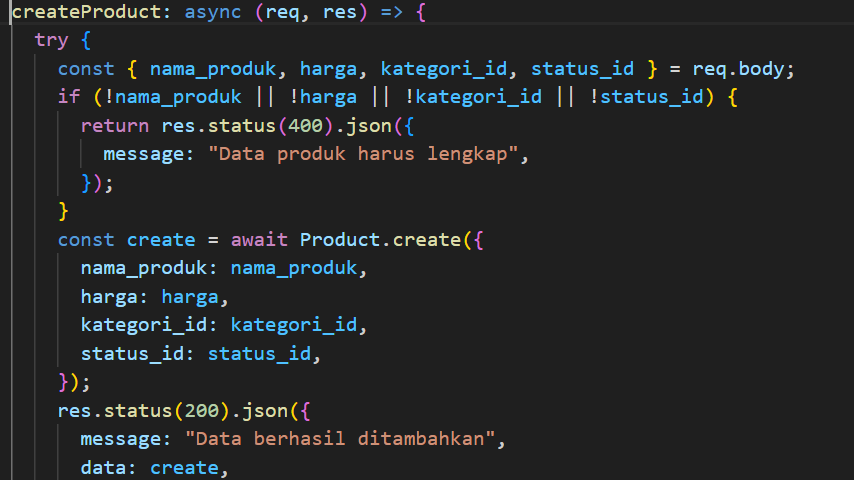 createProduct: async (req, res) => {
try {
const { nama_produk, harga, kategori_id, status_id } = req.body;
if (!nama_produk || !harga || !kategori_id || !status_id) {
return res.status(400).json({
message: "Data produk harus lengkap",
});
}
const create = await Product.create({
nama_produk: nama_produk,
harga: harga,
kategori_id: kategori_id,
status_id: status_id,
});
res.status(200).json({
message: "Data berhasil ditambahkan",
data: create,